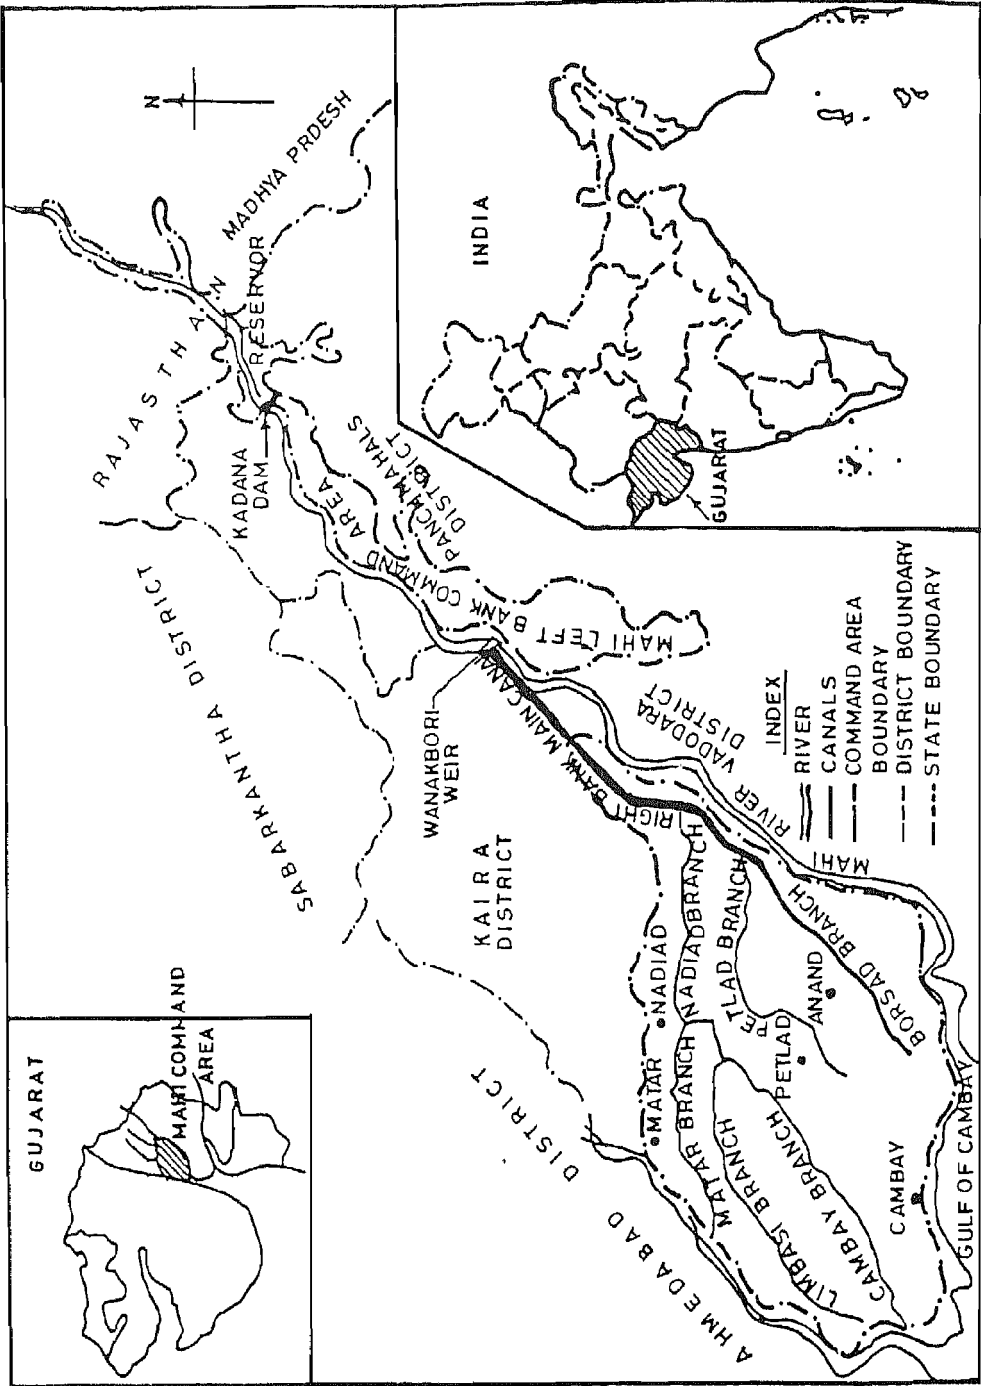 GUJARAT
MAHI COMMAND
AREA
N
RAJASTHAN
MADHYA PRDESH
RESERVOR
KADANA
DAM
SABARKANTHA DISTRICT
PANCHMAHALS
DISTRICT
MAHI LEFT BANK COMMAND AREA
WANAKBORI
WEIR
RIGHT BANK MAIN CANAL
VADODARA
DISTRICT
KAIRA
DISTRICT
AHMEDABAD DISTRICT
MATAR
NADIAD
MATAR BRANCH
NADIAD BRANCH
LIMBASI BRANCH
CAMBAY BRANCH
PETLAD BRANCH
PETLAD
ANAND
BORSAD BRANCH
MAHI RIVER
CAMBAY
GULF OF CAMBAY
INDIA
GUJARAT
INDEX
RIVER
CANALS
COMMAND AREA
BOUNDARY
DISTRICT BOUNDARY
STATE BOUNDARY